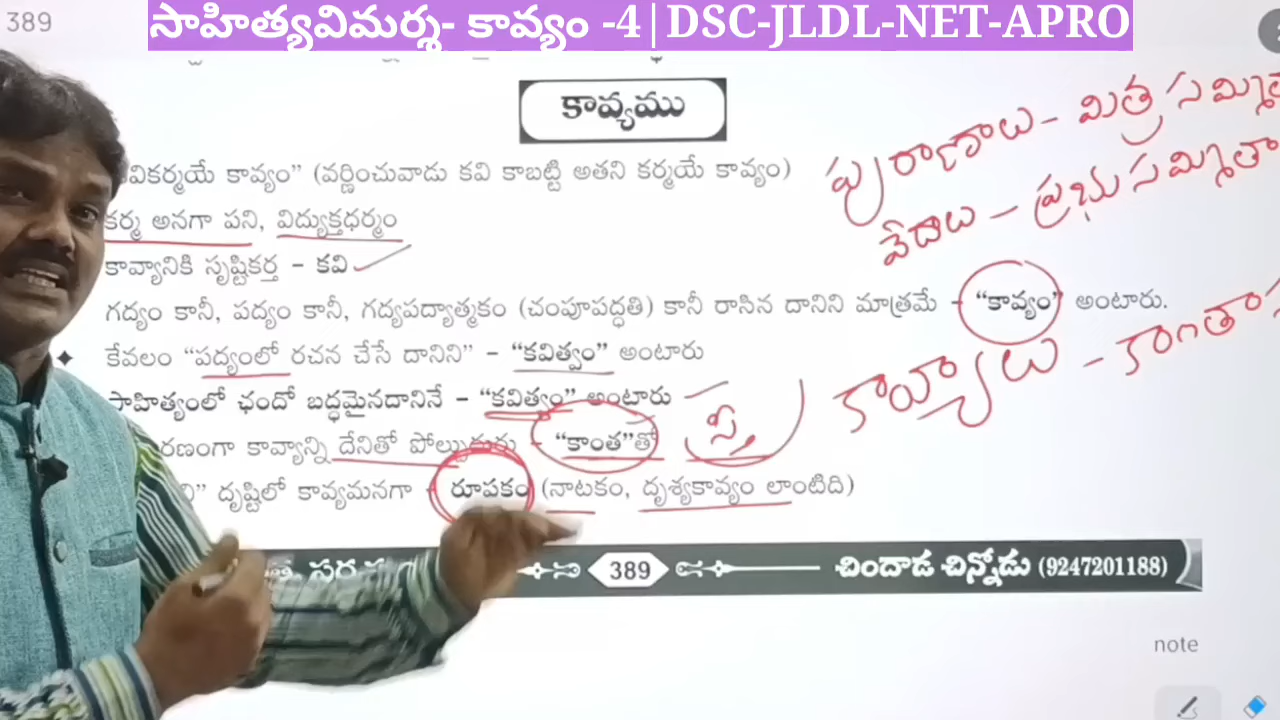 389
సాహిత్యవిమర్శ- కావ్యం -4|DSC-JLDL-NET-APRO
కావ్యము
వికర్మయే కావ్యం" (వర్ణించువాడు కవి కాబట్టి అతని కర్మయే కావ్యం)
పురాణాలు - మిత్ర సమ్మిత
కర్మ అనగా పని, విద్యుక్తధర్మం
వేదాలు - ప్రభు సమ్మితా
కావ్యానికి సృష్టికర్త - కవి
గద్యం కానీ, పద్యం కానీ, గద్యపద్యాత్మకం (చంపూపద్ధతి) కానీ రాసిన దానిని మాత్రమే - "కావ్యం" అంటారు.
కేవలం "పద్యంలో రచన చేసే దానిని" - "కవిత్వం" అంటారు
కావ్యాలు - కాంతాస
సాహిత్యంలో ఛందో బద్ధమైనదానినే - "కవిత్వం" అంటారు
రణంగా కావ్యాన్ని దేనితో పోల్చుదురు - "కాంత"తో స్త్రీ
ని" దృష్టిలో కావ్యమనగా - రూపకం (నాటకం, దృశ్యకావ్యం లాంటిది)
389
చిందాడ చిన్నోడు (9247201188)
note